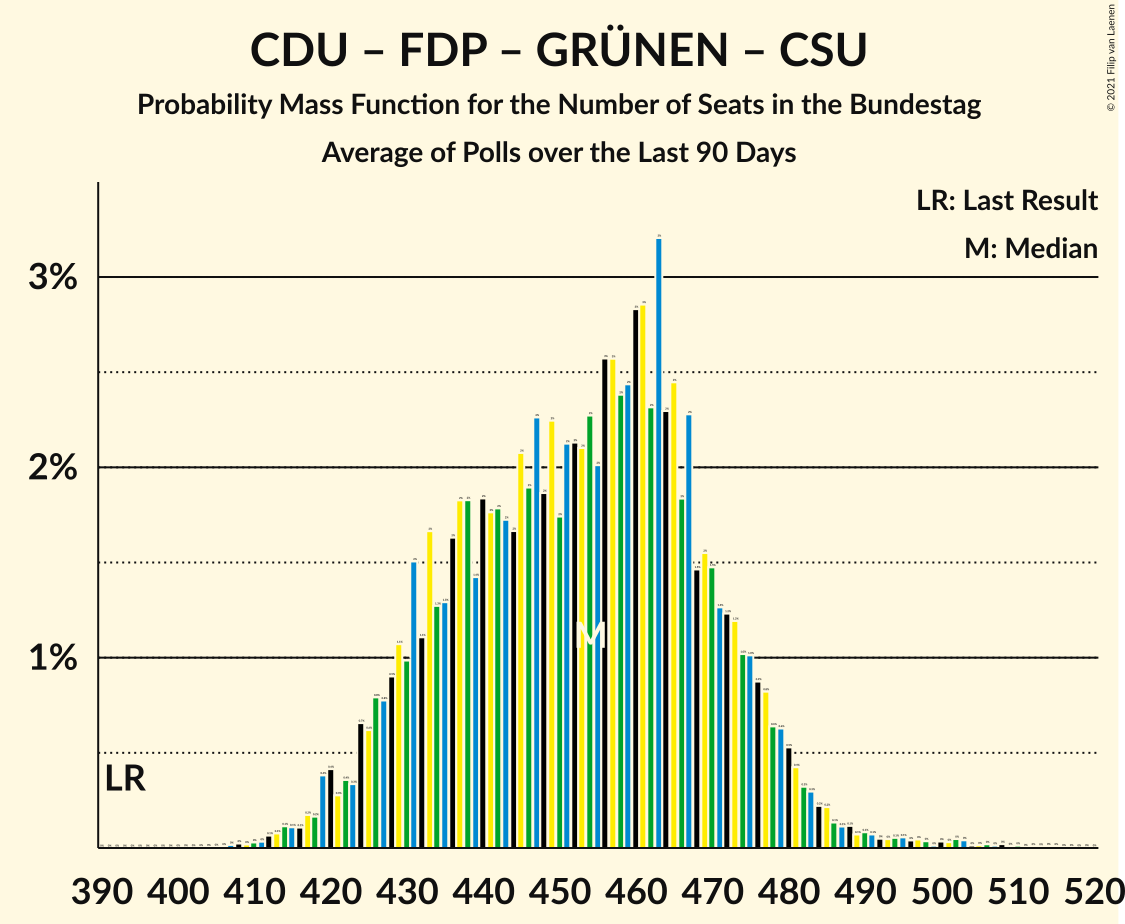 CDU – FDP – GRÜNEN – CSU
Probability Mass Function for the Number of Seats in the Bundestag
Average of Polls over the Last 90 Days
© 2021 Filip van Laenen
LR: Last Result
M: Median
3%
2%
1%
LR
M
390 400 410 420 430 440 450 460 470 480 490 500 510 520